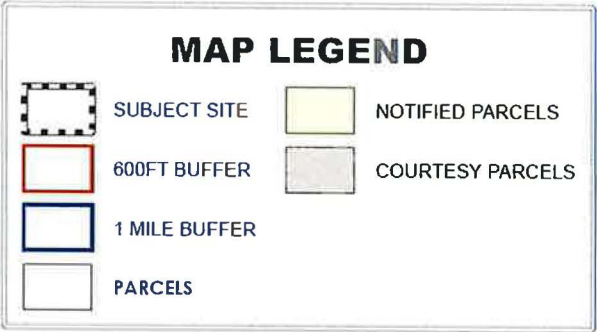 MAP LEGEND
SUBJECT SITE
NOTIFIED PARCELS
600FT BUFFER
COURTESY PARCELS
1 MILE BUFFER
PARCELS